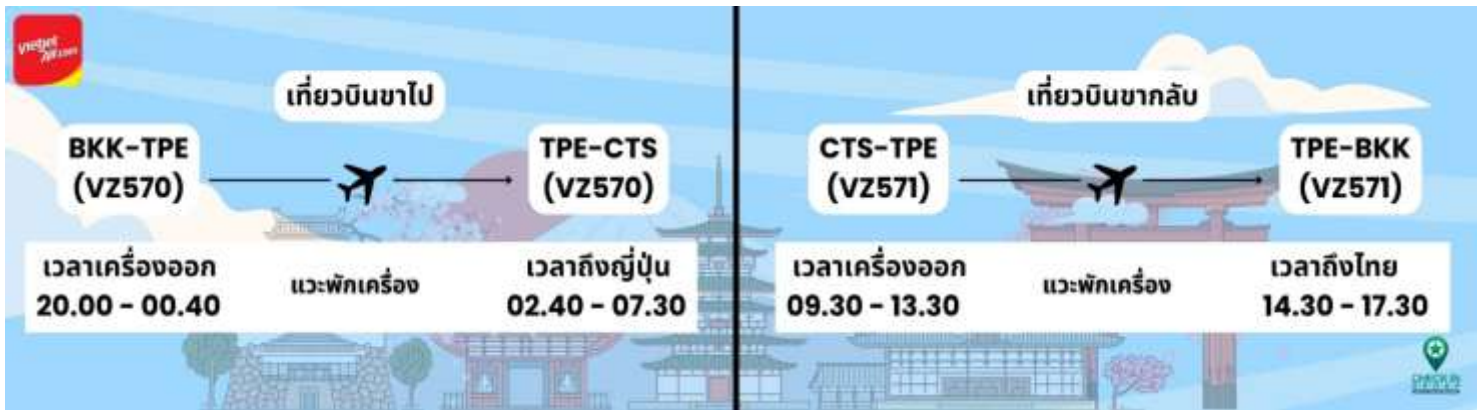 vietjet
Air.com
เที่ยวบินขาไป
BKK-TPE
(VZ570)
TPE-CTS
(VZ570)
เวลาเครื่องออก
20.00 - 00.40
แวะพักเครื่อง
เวลาถึงญี่ปุ่น
02.40 - 07.30
เที่ยวบินขากลับ
CTS-TPE
(VZ571)
TPE-BKK
(VZ571)
เวลาเครื่องออก
09.30 - 13.30
แวะพักเครื่อง
เวลาถึงไทย
14.30 - 17.30